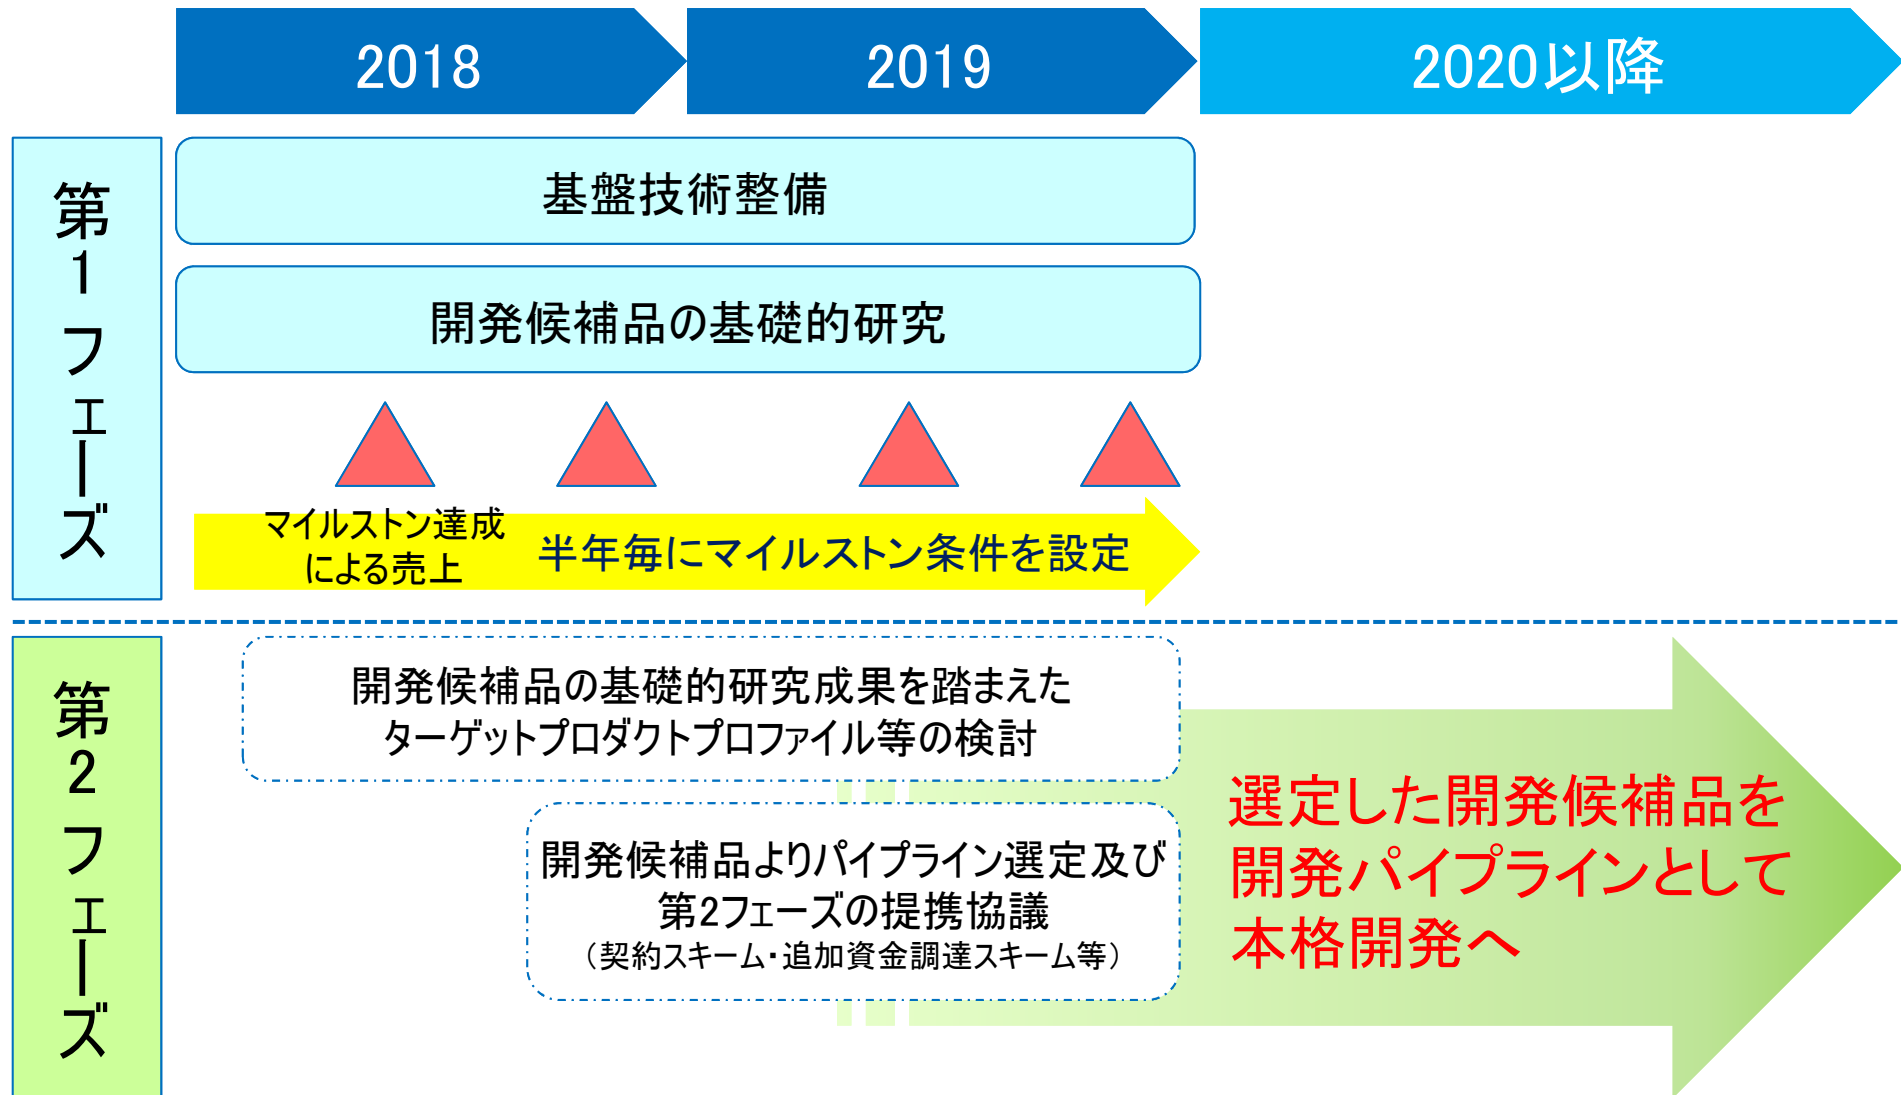 2018
2019
2020以降
第1フェーズ
基盤技術整備
開発候補品の基礎的研究
マイルストン達成
による売上
半年毎にマイルストン条件を設定
第2フェーズ
開発候補品の基礎的研究成果を踏まえた
ターゲットプロダクトプロファイル等の検討
開発候補品よりパイプライン選定及び
第2フェーズの提携協議
（契約スキーム・追加資金調達スキーム等）
選定した開発候補品を
開発パイプラインとして
本格開発へ